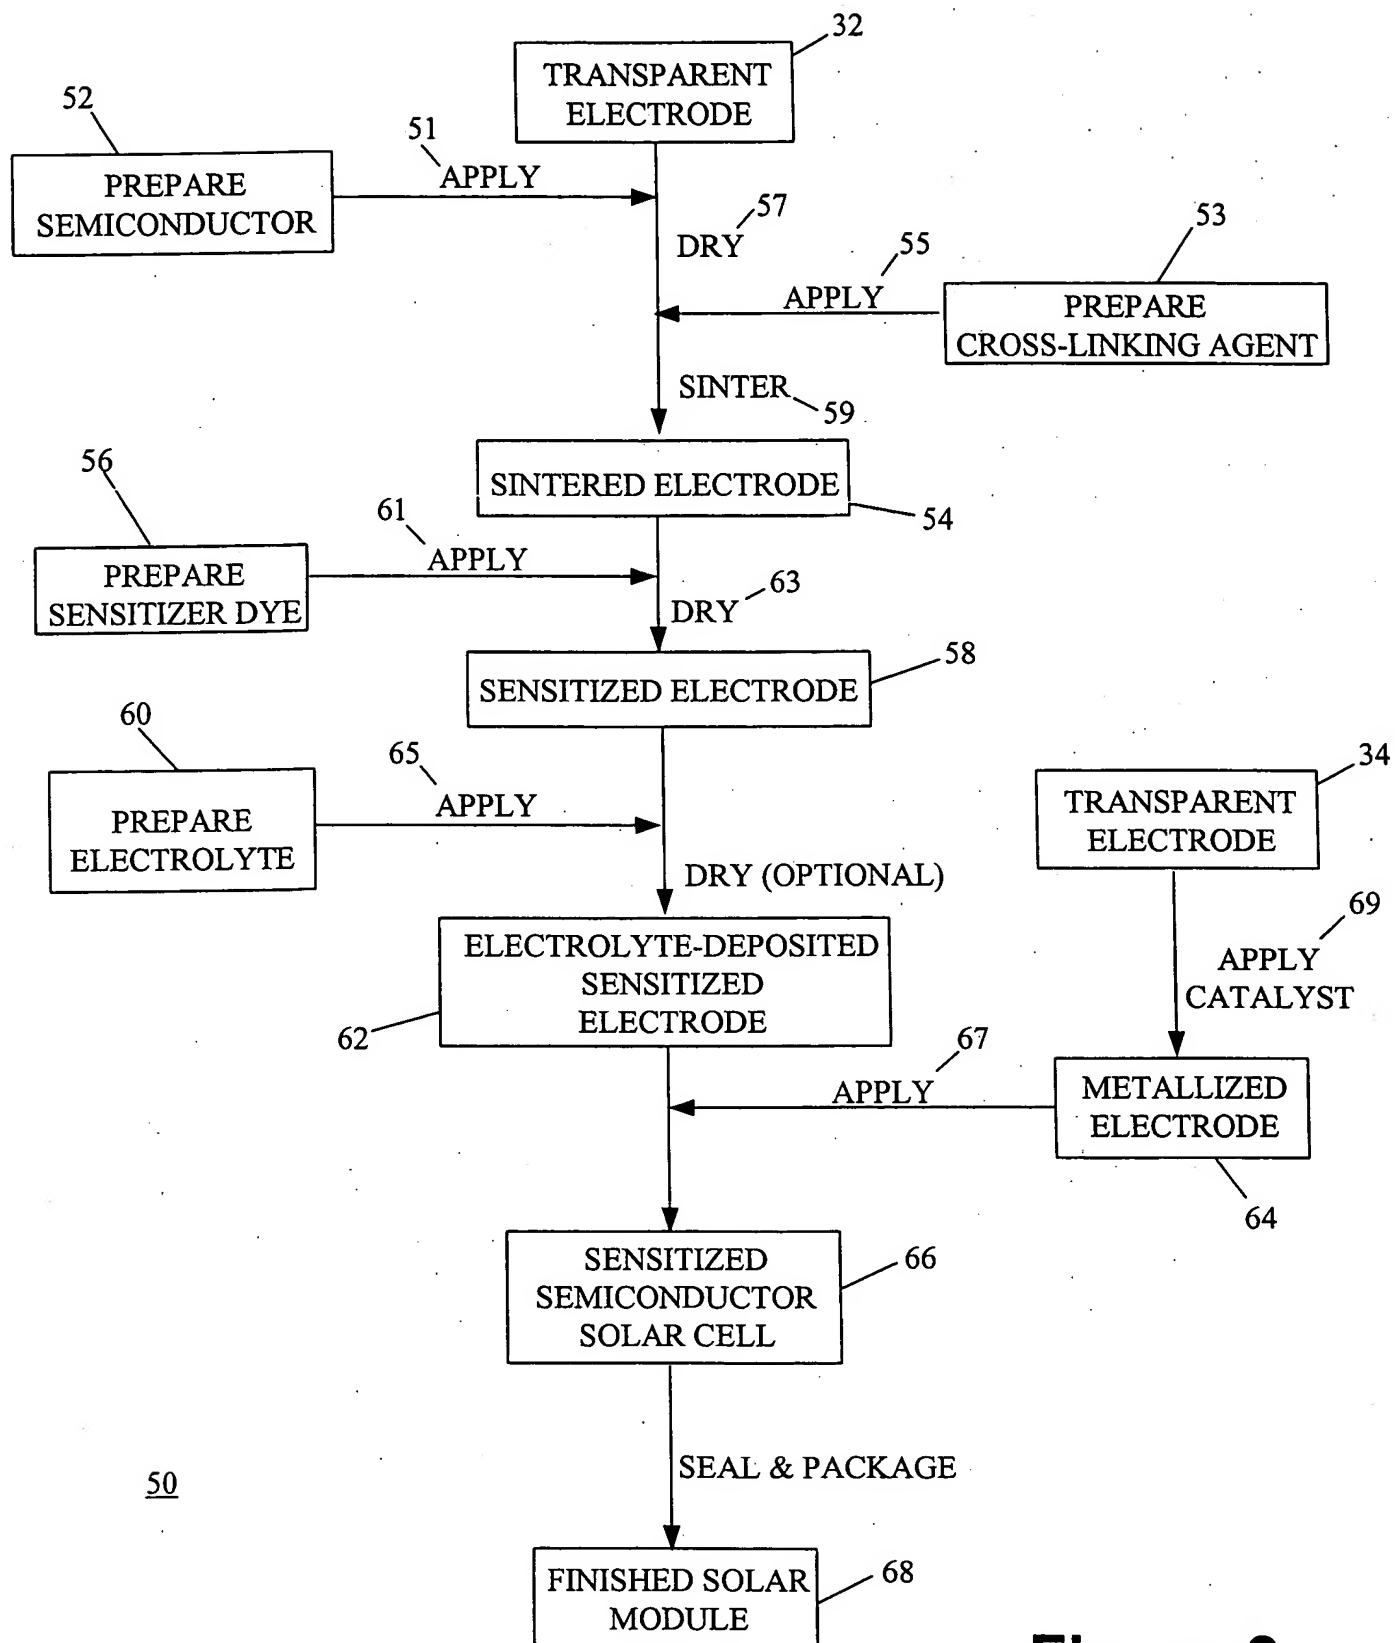 32
TRANSPARENT
ELECTRODE
52
51
PREPARE
SEMICONDUCTOR
APPLY
57
DRY
53
55
APPLY
PREPARE
CROSS-LINKING AGENT
SINTER
59
SINTERED ELECTRODE
54
56
61
PREPARE
SENSITIZER DYE
APPLY
63
DRY
58
SENSITIZED ELECTRODE
60
65
PREPARE
ELECTROLYTE
APPLY
34
TRANSPARENT
ELECTRODE
DRY (OPTIONAL)
69
APPLY
CATALYST
ELECTROLYTE-DEPOSITED
SENSITIZED
ELECTRODE
62
67
APPLY
METALLIZED
ELECTRODE
64
SENSITIZED
SEMICONDUCTOR
SOLAR CELL
66
SEAL & PACKAGE
50
FINISHED SOLAR
MODULE
68